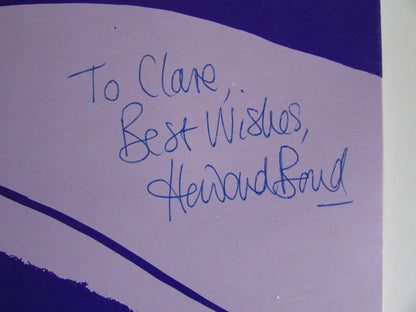 To Clare,
Best Wishes,
Howard Bond